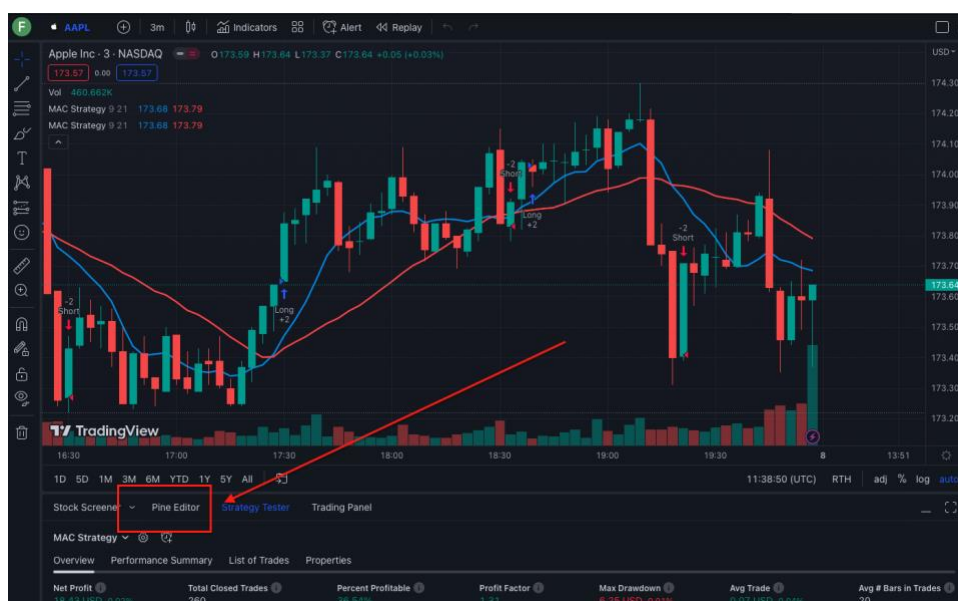 F AAPL 3m Indicators Alert Replay
Apple Inc · 3 · NASDAQ O173.59 H173.64 L173.37 C173.64 +0.05 (+0.03%) USD
173.57 0.00 173.57
174.30
Vol 460.662K
MAC Strategy 9 21 173.68 173.79
174.20
MAC Strategy 9 21 173.68 173.79
174.10
-2
Short
174.00
Long
+2
173.90
-2
Short
173.80
173.70
173.64
173.60
-2
Short
Long
+2
173.50
173.40
173.30
TradingView
173.20
16:30 17:00 17:30 18:00 18:30 19:00 19:30 8 13:51
1D 5D 1M 3M 6M YTD 1Y 5Y All 11:38:50 (UTC) RTH adj % log auto
Stock Screener Pine Editor Strategy Tester Trading Panel
MAC Strategy
Overview Performance Summary List of Trades Properties
Net Profit Total Closed Trades Percent Profitable Profit Factor Max Drawdown Avg Trade Avg # Bars in Trades